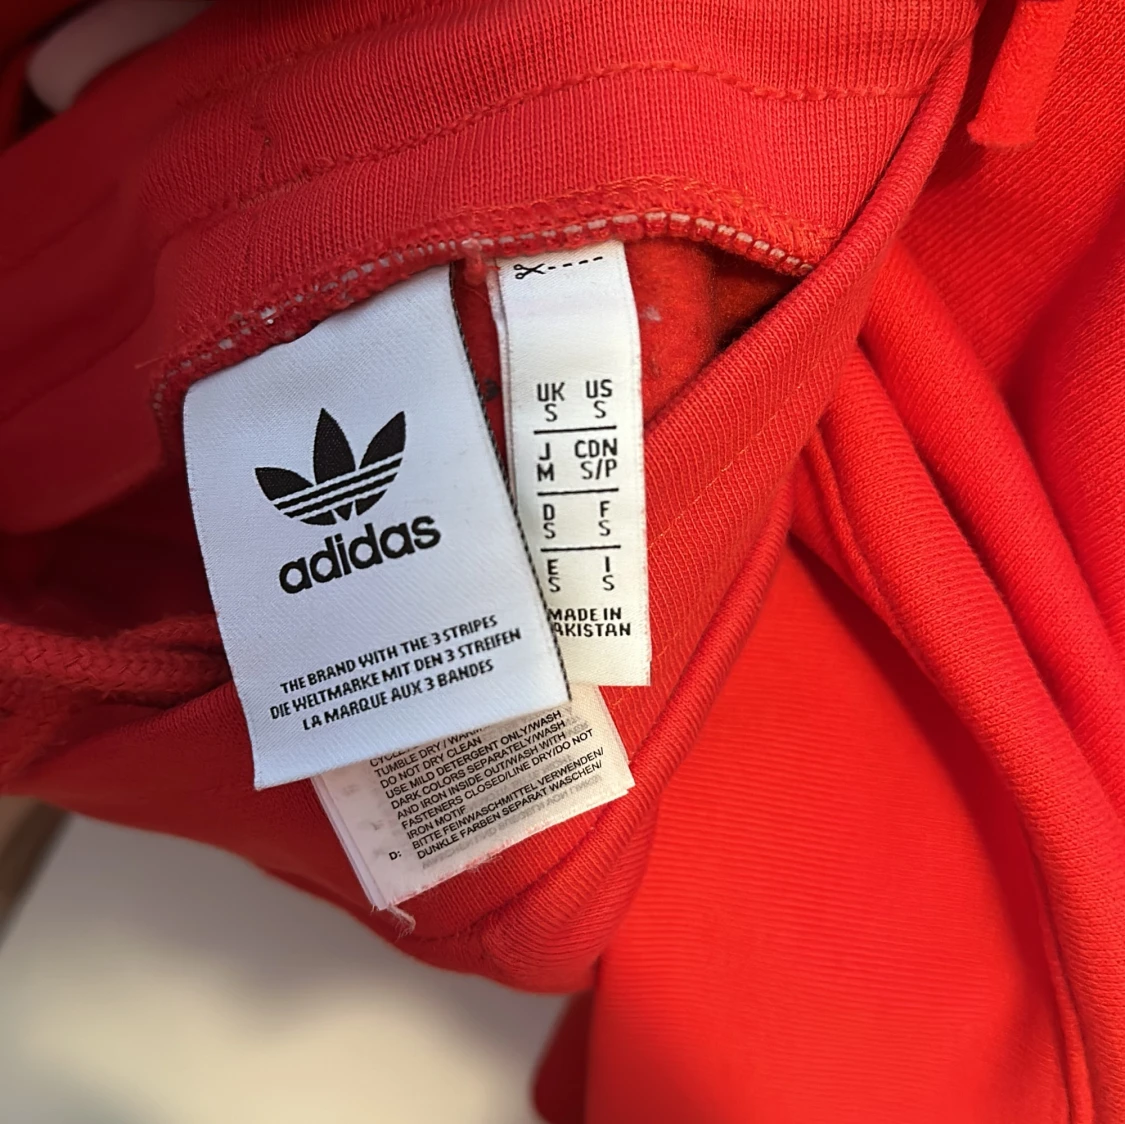 adidas
THE BRAND WITH THE 3 STRIPES
DIE WELTMARKE MIT DEN 3 STREIFEN
LA MARQUE AUX 3 BANDES
UK US
S S
J CDN
M S/P
D F
S S
E I
S S
MADE IN
AKISTAN
TUMBLE DRY / WARM
DO NOT DRY CLEAN
USE MILD DETERGENT ONLY/WASH
DARK COLORS SEPARATELY/WASH
AND IRON INSIDE OUT/WASH WITH
FASTENERS CLOSED/LINE DRY/DO NOT
IRON MOTIF
D: BITTE FEINWASCHMITTEL VERWENDEN/
DUNKLE FARBEN SEPARAT WASCHEN/